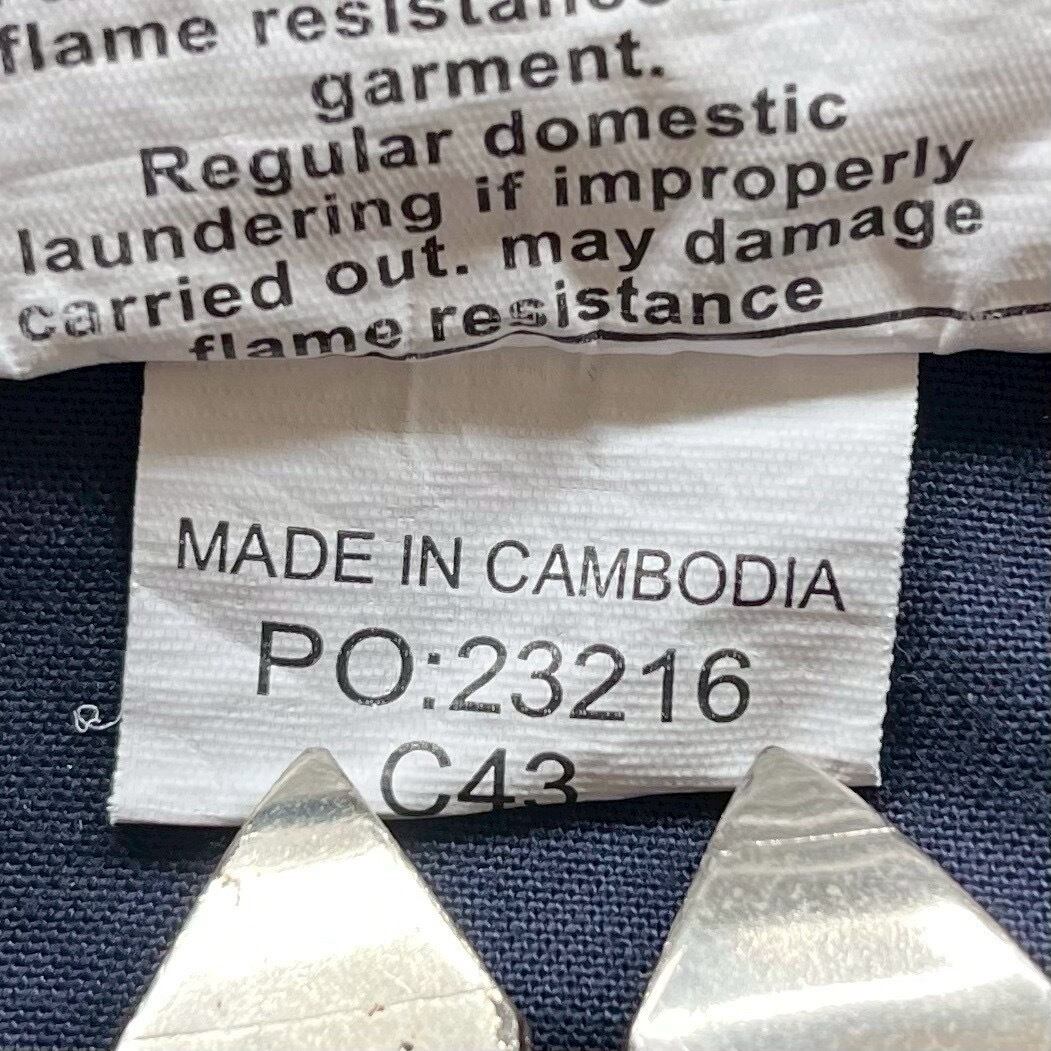 flame resistance
garment.
Regular domestic
laundering if improperly
carried out. may damage
flame resistance
MADE IN CAMBODIA
PO:23216
C43